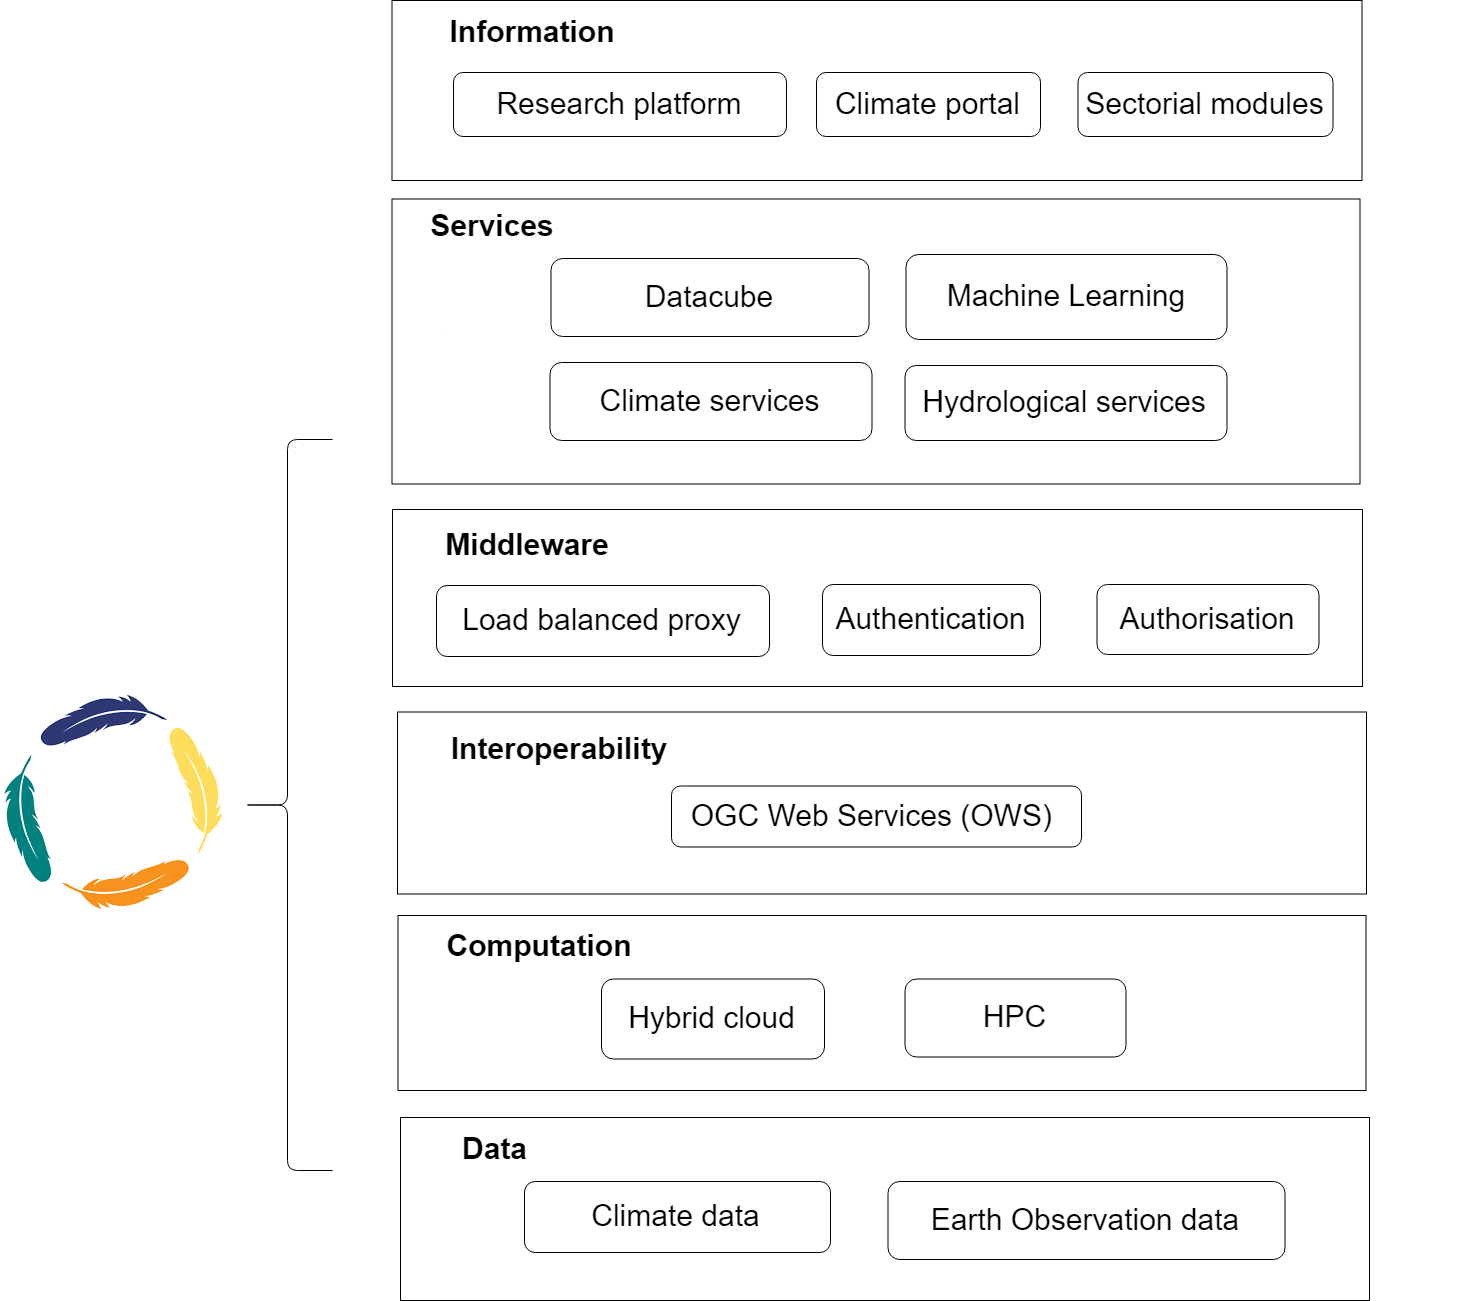 Information
Research platform
Climate portal
Sectorial modules
Services
Datacube
Machine Learning
Climate services
Hydrological services
Middleware
Load balanced proxy
Authentication
Authorisation
Interoperability
OGC Web Services (OWS)
Computation
Hybrid cloud
HPC
Data
Climate data
Earth Observation data